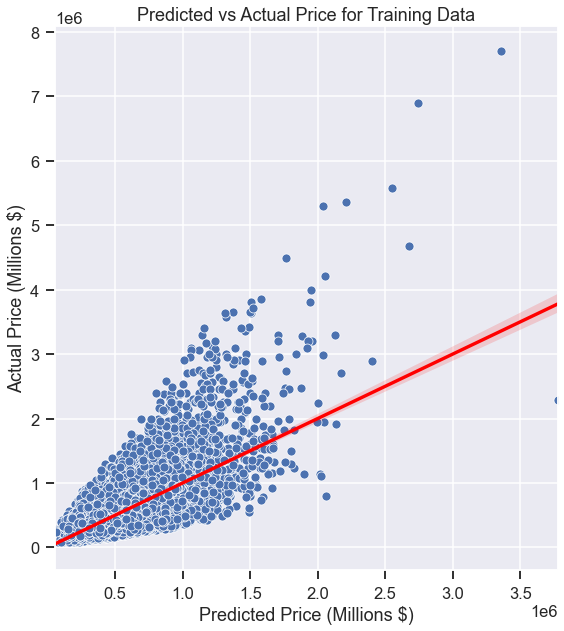 Predicted vs Actual Price for Training Data
1e6
8
7
6
5
4
3
2
1
0
Actual Price (Millions $)
0.5 1.0 1.5 2.0 2.5 3.0 3.5
Predicted Price (Millions $)
1e6